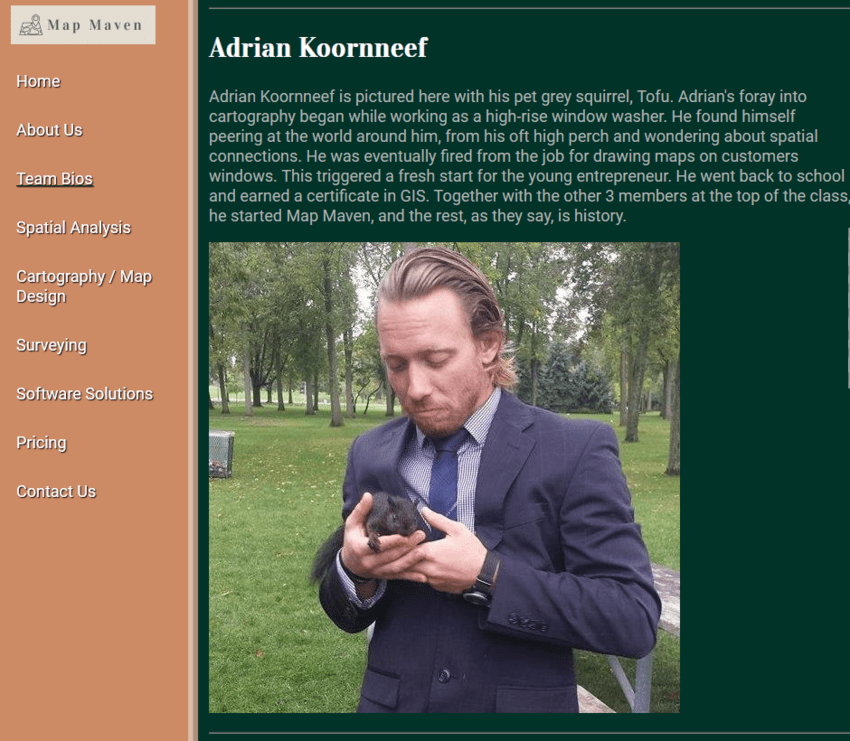 Map Maven
Home
About Us
Team Bios
Spatial Analysis
Cartography / Map
Design
Surveying
Software Solutions
Pricing
Contact Us
Adrian Koornneef
Adrian Koornneef is pictured here with his pet grey squirrel, Tofu. Adrian's foray into
cartography began while working as a high-rise window washer. He found himself
peering at the world around him, from his oft high perch and wondering about spatial
connections. He was eventually fired from the job for drawing maps on customers
windows. This triggered a fresh start for the young entrepreneur. He went back to school
and earned a certificate in GIS. Together with the other 3 members at the top of the class,
he started Map Maven, and the rest, as they say, is history.